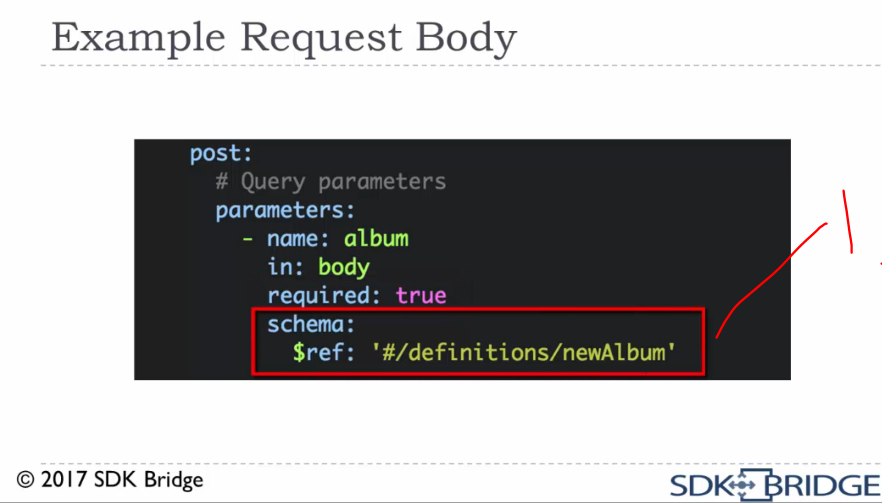 Example Request Body
post:
# Query parameters
parameters:
- name: album
in: body
required: true
schema:
$ref: '#/definitions/newAlbum'
© 2017 SDK Bridge
SDK BRIDGE